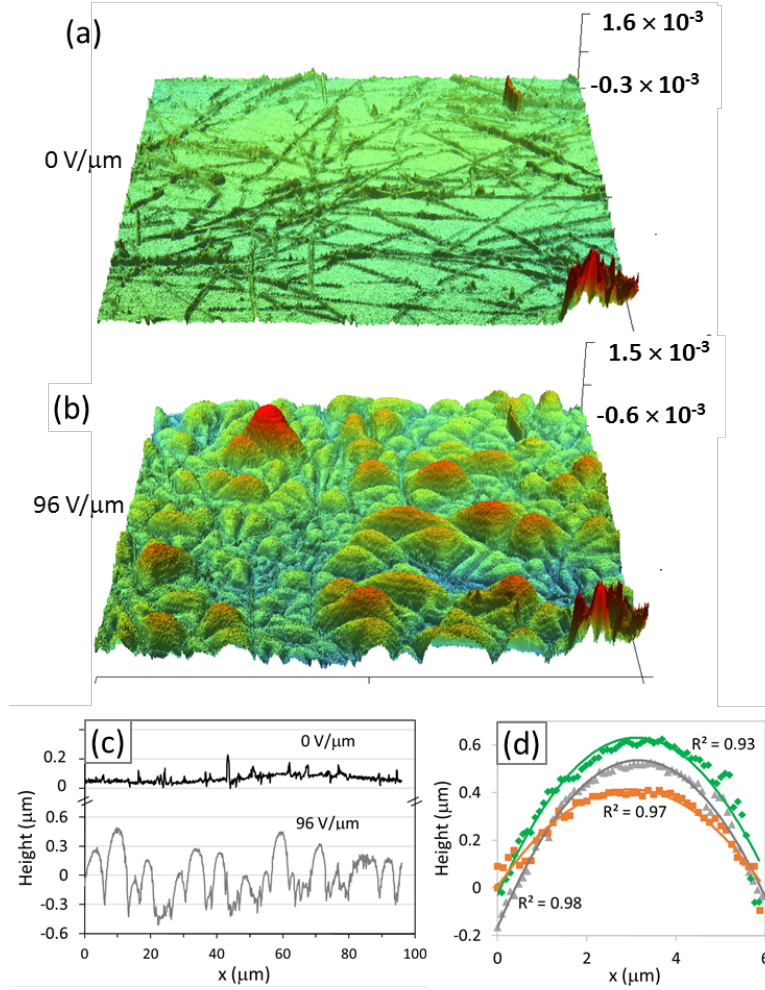 (a)
1.6 × 10-3
-0.3 × 10-3
0 V/μm
1.5 × 10-3
(b)
-0.6 × 10-3
96 V/μm
(c)
0 V/μm
0.2
0
96 V/μm
0.6
0.3
0
-0.3
-0.6
Height (μm)
0 20 40 60 80 100
x (μm)
(d)
R² = 0.93
R² = 0.97
R² = 0.98
0.6
0.4
0.2
0
-0.2
Height (μm)
0 2 4 6
x (μm)